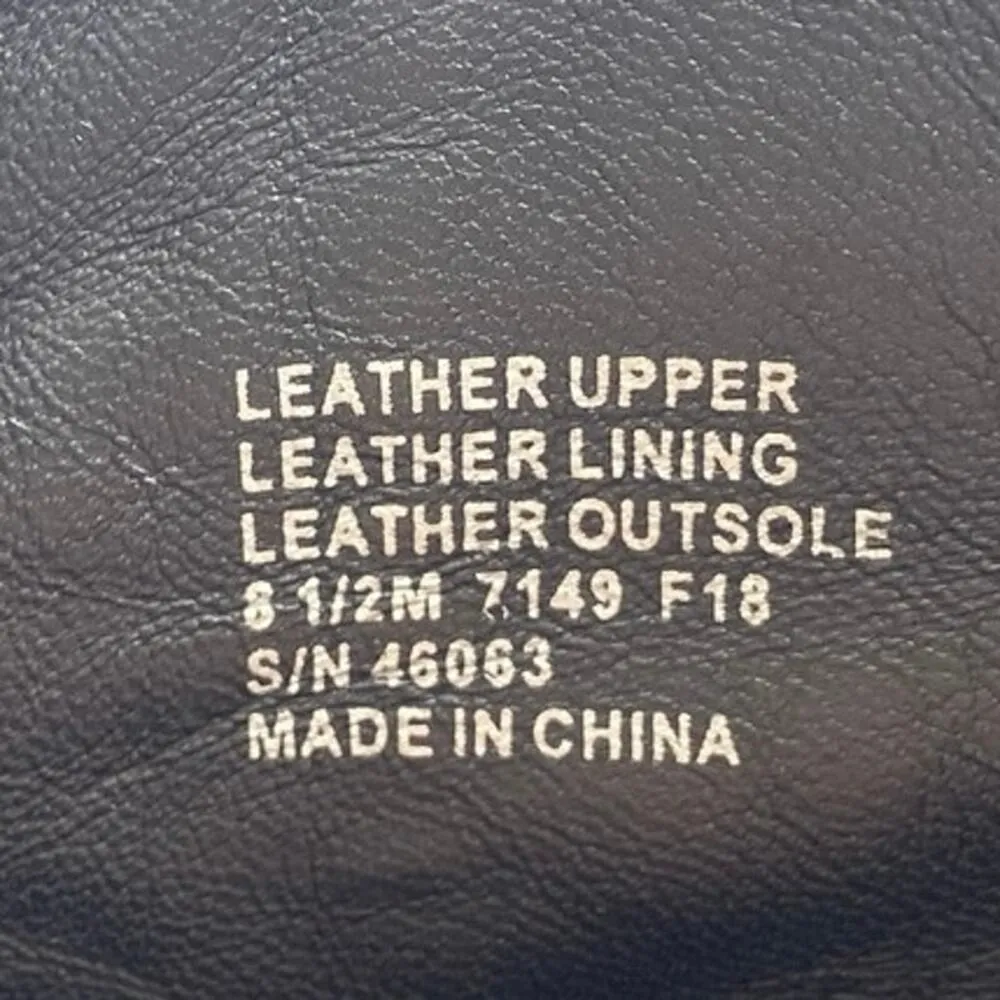 LEATHER UPPER
LEATHER LINING
LEATHER OUTSOLE
8 1/2M 7149 F18
S/N 46063
MADE IN CHINA